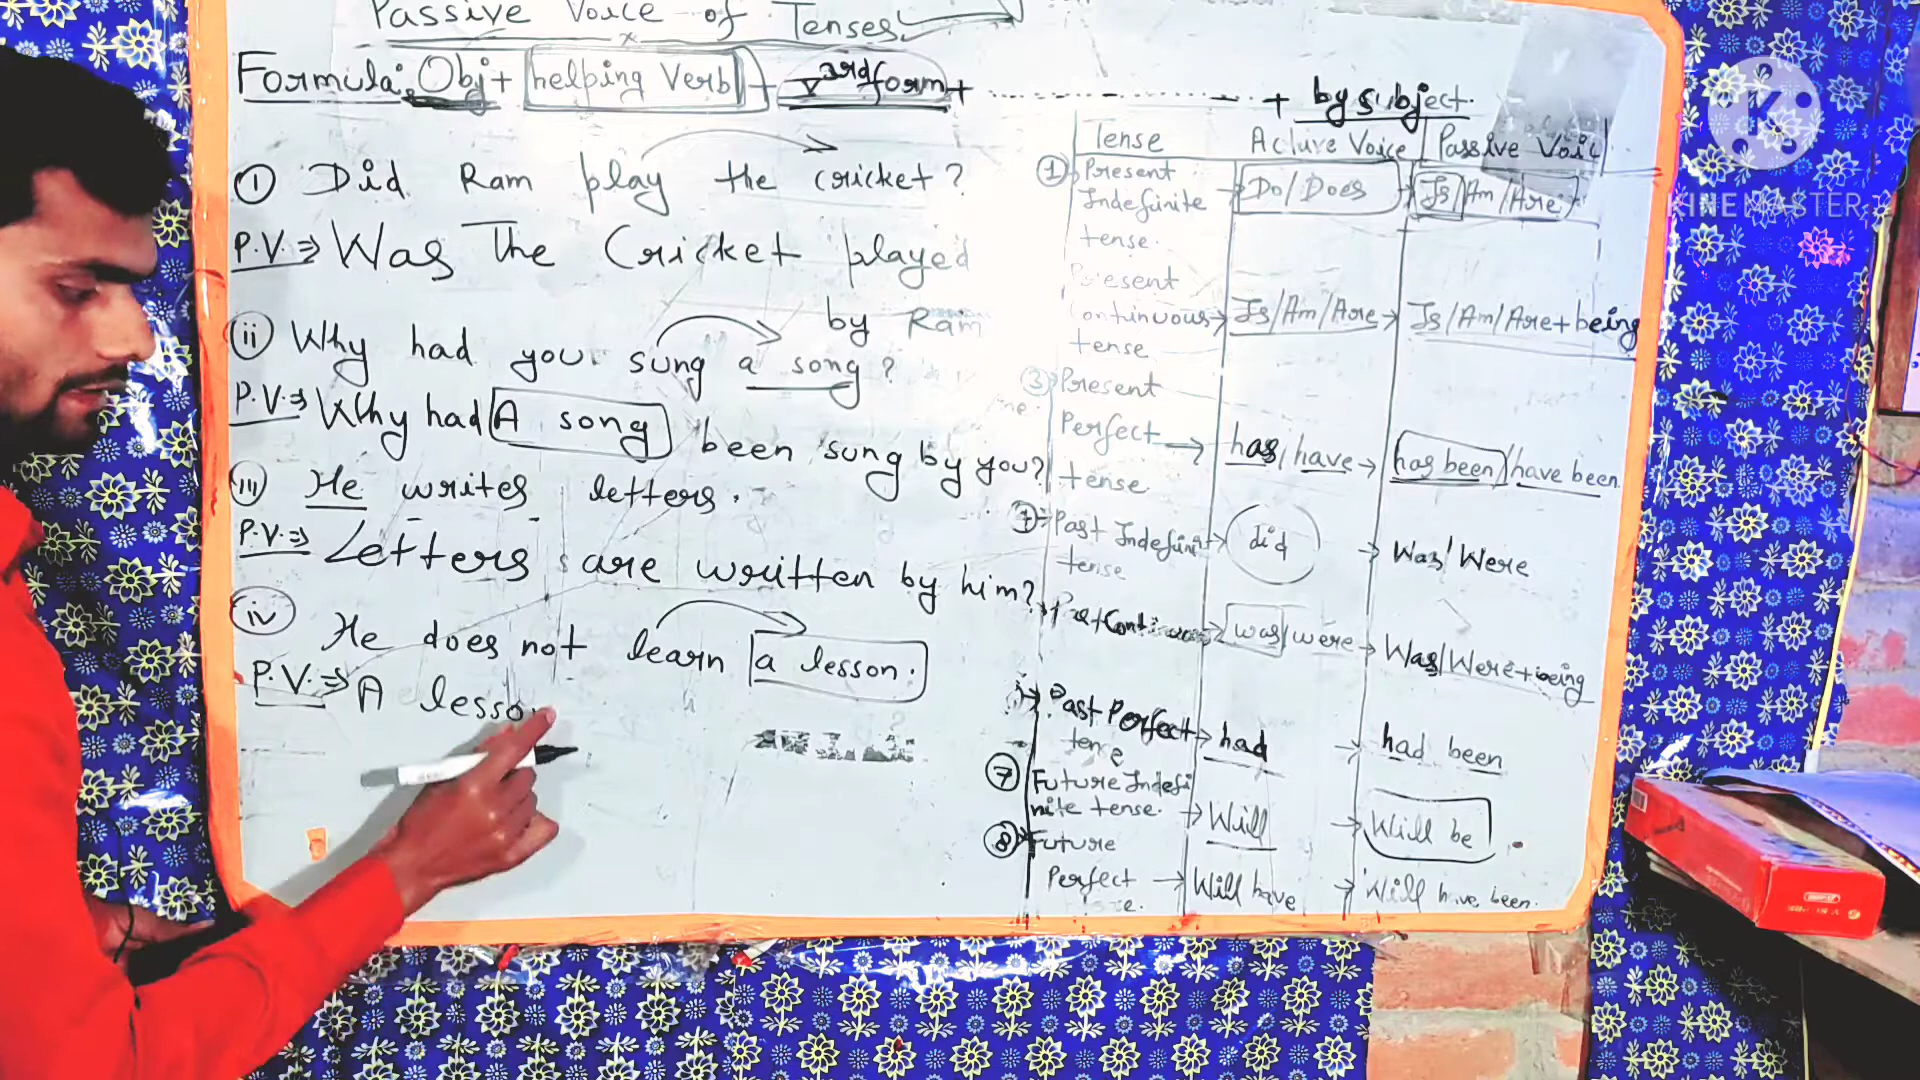 Passive Voice of Tenses
Formula: Obj + helping Verb + V 3rd form + ................ + by subject.
① Did Ram play the cricket?
P.V. ⇒ Was The Cricket played
by Ram
ii Why had you sung a song?
P.V. ⇒ Why had A song been sung by you?
iii He writes letters.
P.V. ⇒ Letters are written by him?
iv He does not learn a lesson.
P.V. ⇒ A lesson
Tense Active Voice Passive Voic
① Present Indefinite tense. → Do/Does → Is/Am/Are
Present Continuous tense → Is/Am/Are → Is/Am/Are + being
③ Present Perfect tense. → has/have → has been/have been
Past Indefinit tense → did → Was/Were
Past Continuous → was/were → Was/Were + being
Past Perfect tence → had → had been
⑦ Future Indefinite tense. → Will → Will be
⑧ Future Perfect → Will have → Will have been.
KINEMASTER